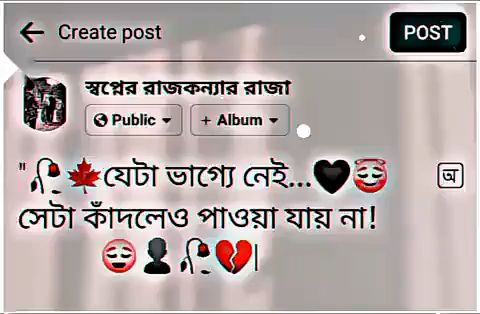 ← Create post POST
স্বপ্নের রাজকন্যার রাজা
Public + Album
"🥀🍁যেটা ভাগ্যে নেই...🖤😇
অ
সেটা কাঁদলেও পাওয়া যায় না!
😌👤🥀💔